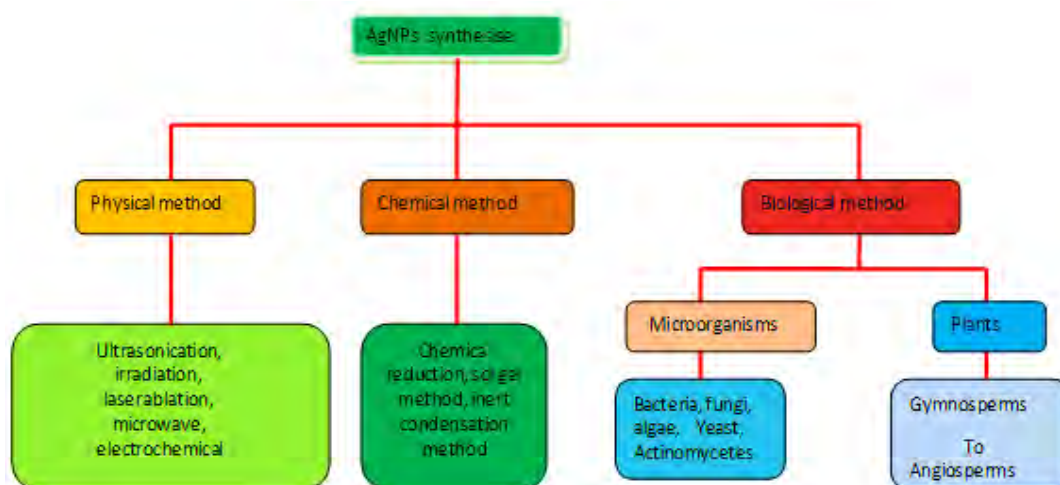 AgNPs synthesise
Physical method
Chemical method
Biological method
Microorganisms
Plants
Ultrasonication,
irradiation,
laserablation,
microwave,
electrochemical
Chemica
reduction, sol gel
method, inert
condensation
method
Bacteria, fungi,
algae, Yeast,
Actinomycetes
Gymnosperms
To
Angiosperms